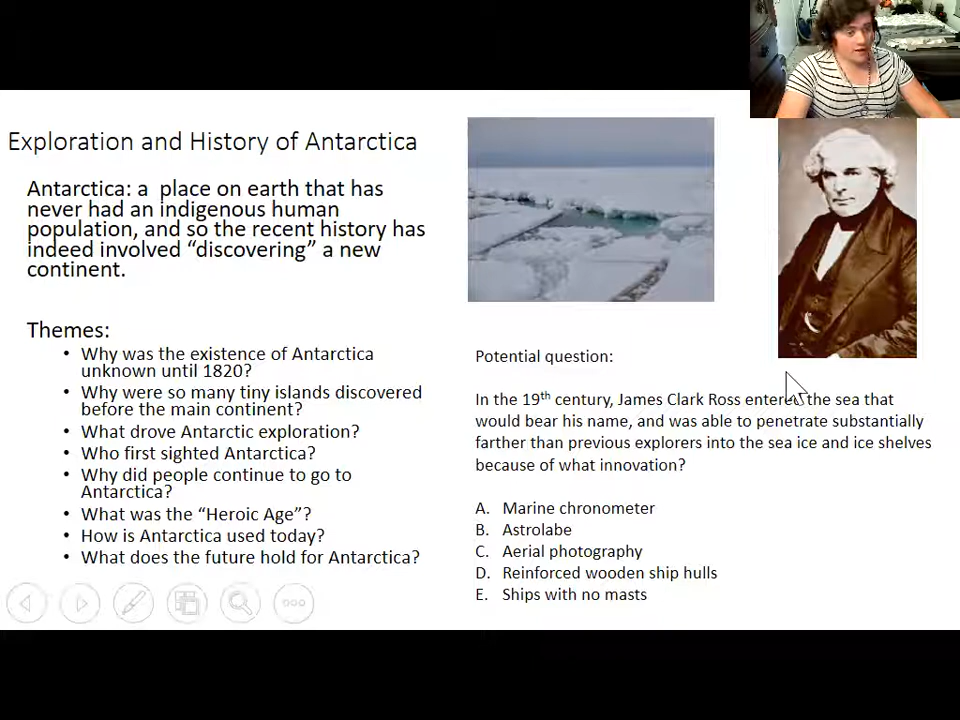 Exploration and History of Antarctica
Antarctica: a place on earth that has
never had an indigenous human
population, and so the recent history has
indeed involved “discovering” a new
continent.
Themes:
• Why was the existence of Antarctica
unknown until 1820?
• Why were so many tiny islands discovered
before the main continent?
• What drove Antarctic exploration?
• Who first sighted Antarctica?
• Why did people continue to go to
Antarctica?
• What was the “Heroic Age”?
• How is Antarctica used today?
• What does the future hold for Antarctica?
Potential question:
In the 19th century, James Clark Ross entered the sea that
would bear his name, and was able to penetrate substantially
farther than previous explorers into the sea ice and ice shelves
because of what innovation?
A. Marine chronometer
B. Astrolabe
C. Aerial photography
D. Reinforced wooden ship hulls
E. Ships with no masts